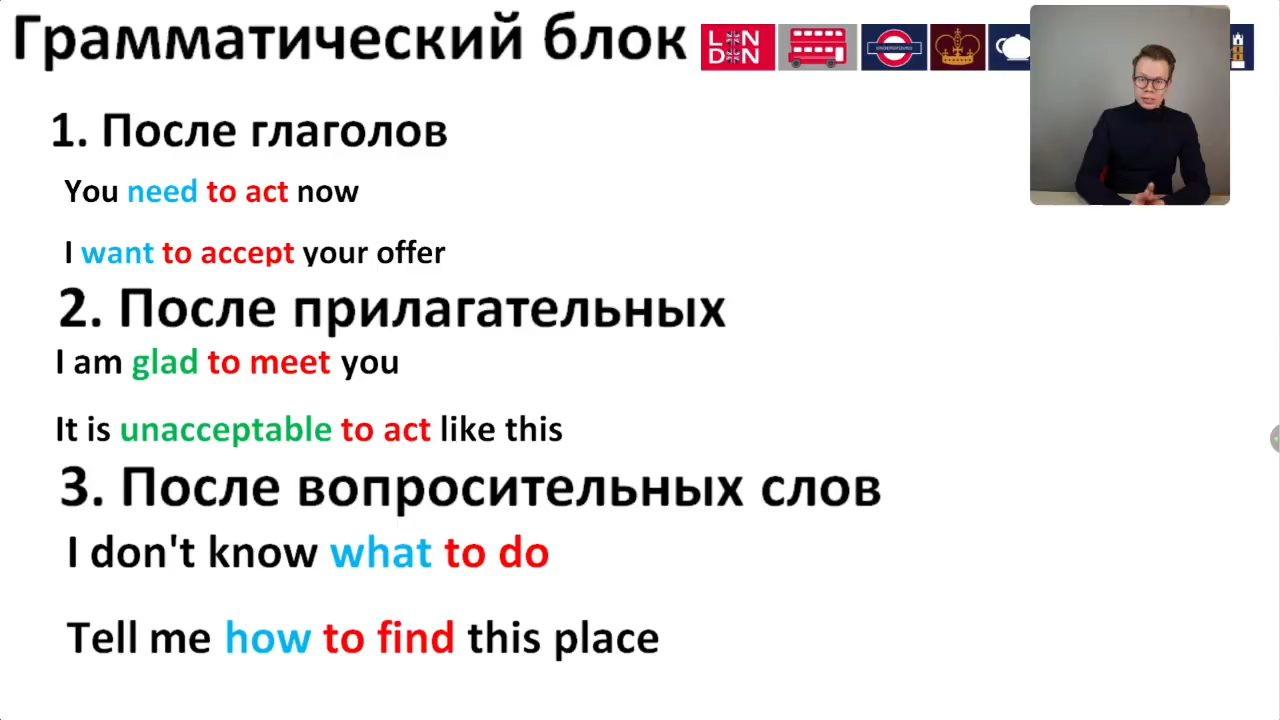 Грамматический блок
LONDON
UNDERGROUND
1. После глаголов
You need to act now
I want to accept your offer
2. После прилагательных
I am glad to meet you
It is unacceptable to act like this
3. После вопросительных слов
I don't know what to do
Tell me how to find this place